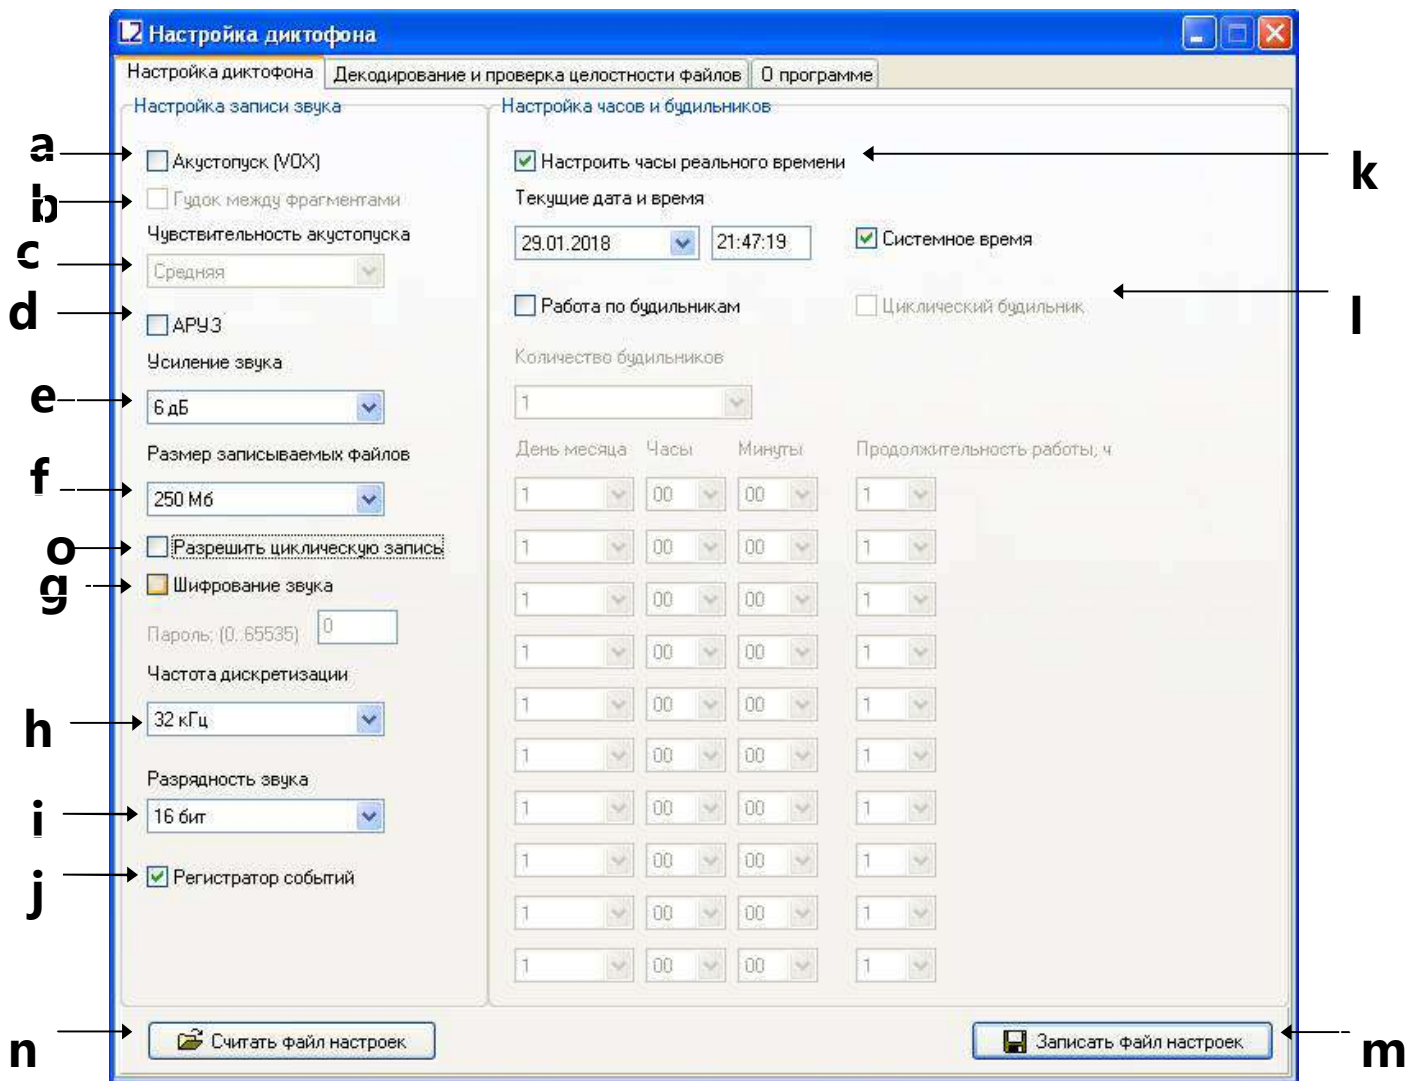 L2 Настройка диктофона
Настройка диктофона Декодирование и проверка целостности файлов О программе
Настройка записи звука
a Акустопуск (VOX)
b Гудок между фрагментами
Чувствительность акустопуска
c Средняя
d АРУЗ
Усиление звука
e 6 дБ
Размер записываемых файлов
f 250 Мб
o Разрешить циклическую запись
g Шифрование звука
Пароль: (0..65535) 0
Частота дискретизации
h 32 кГц
Разрядность звука
i 16 бит
j Регистратор событий
Настройка часов и будильников
Настроить часы реального времени k
Текущие дата и время
29.01.2018 21:47:19 Системное время
Работа по будильникам Циклический будильник l
Количество будильников
1
День месяца Часы Минуты Продолжительность работы, ч
1 00 00 1
1 00 00 1
1 00 00 1
1 00 00 1
1 00 00 1
1 00 00 1
1 00 00 1
1 00 00 1
1 00 00 1
1 00 00 1
n Считать файл настроек Записать файл настроек m